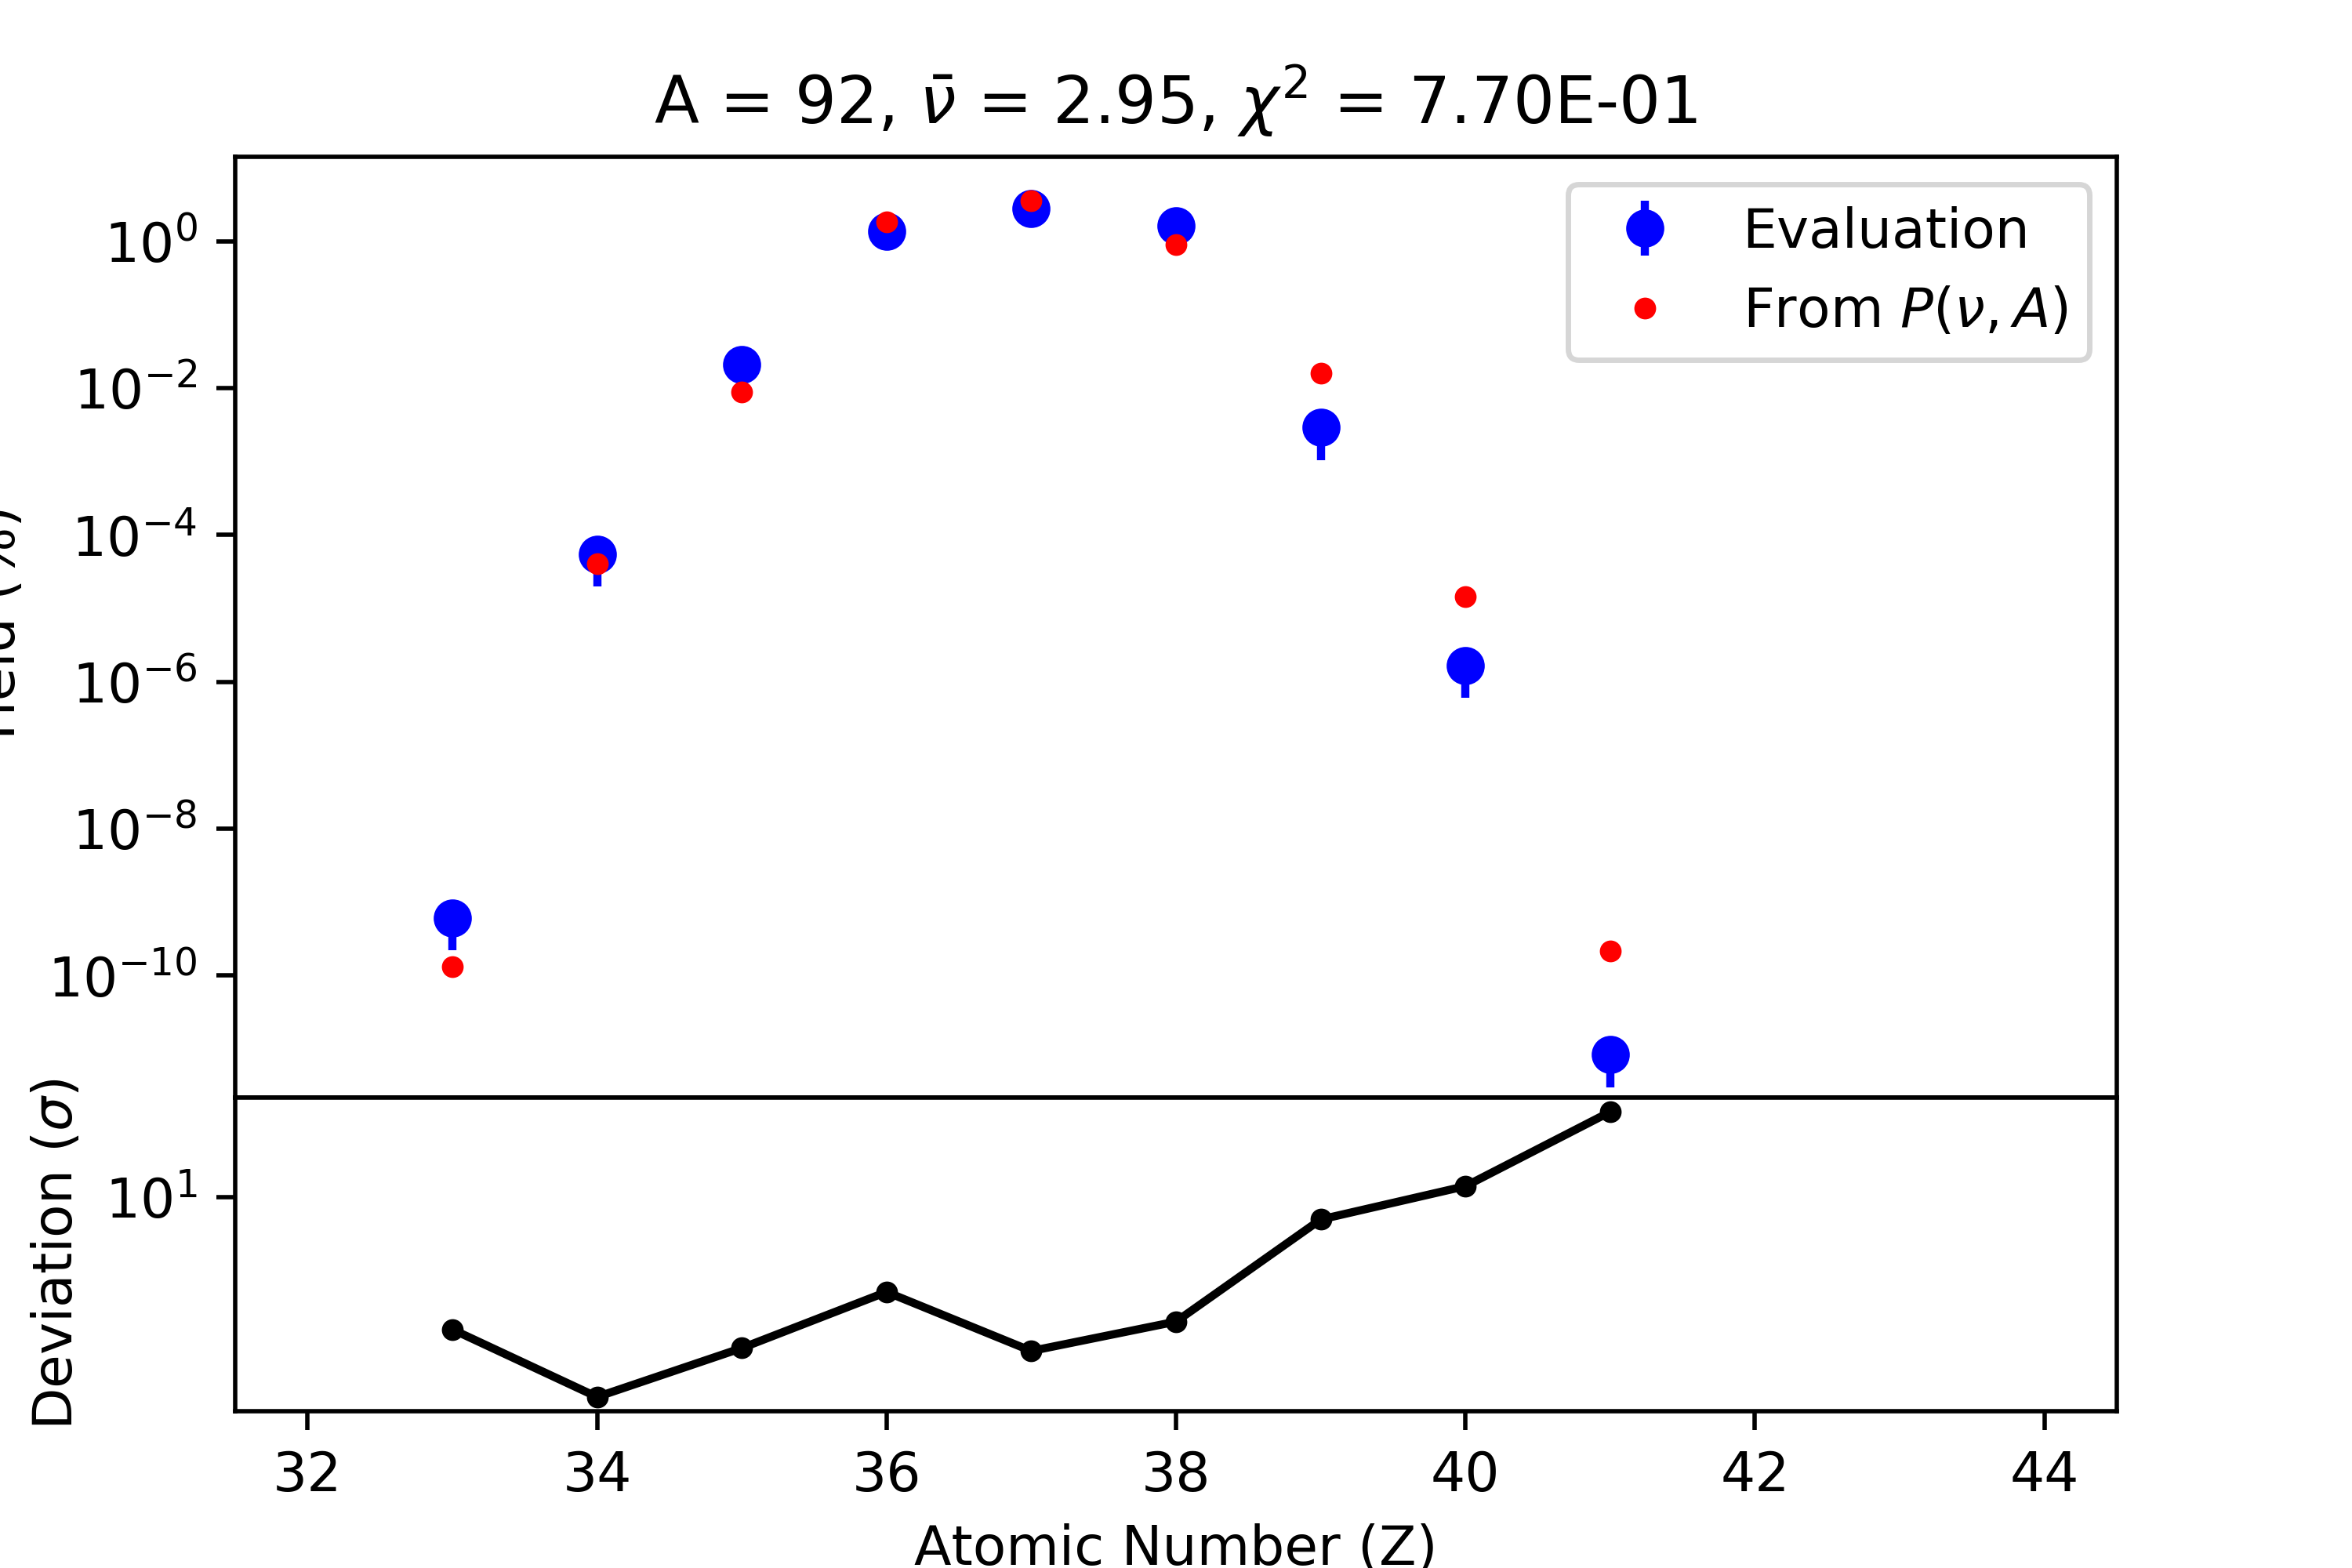 A = 92, ν̄ = 2.95, χ² = 7.70E-01
Evaluation
From P(ν, A)
10⁰
10⁻²
10⁻⁴
10⁻⁶
10⁻⁸
10⁻¹⁰
(%)
Deviation (σ)
10¹
32 34 36 38 40 42 44
Atomic Number (Z)